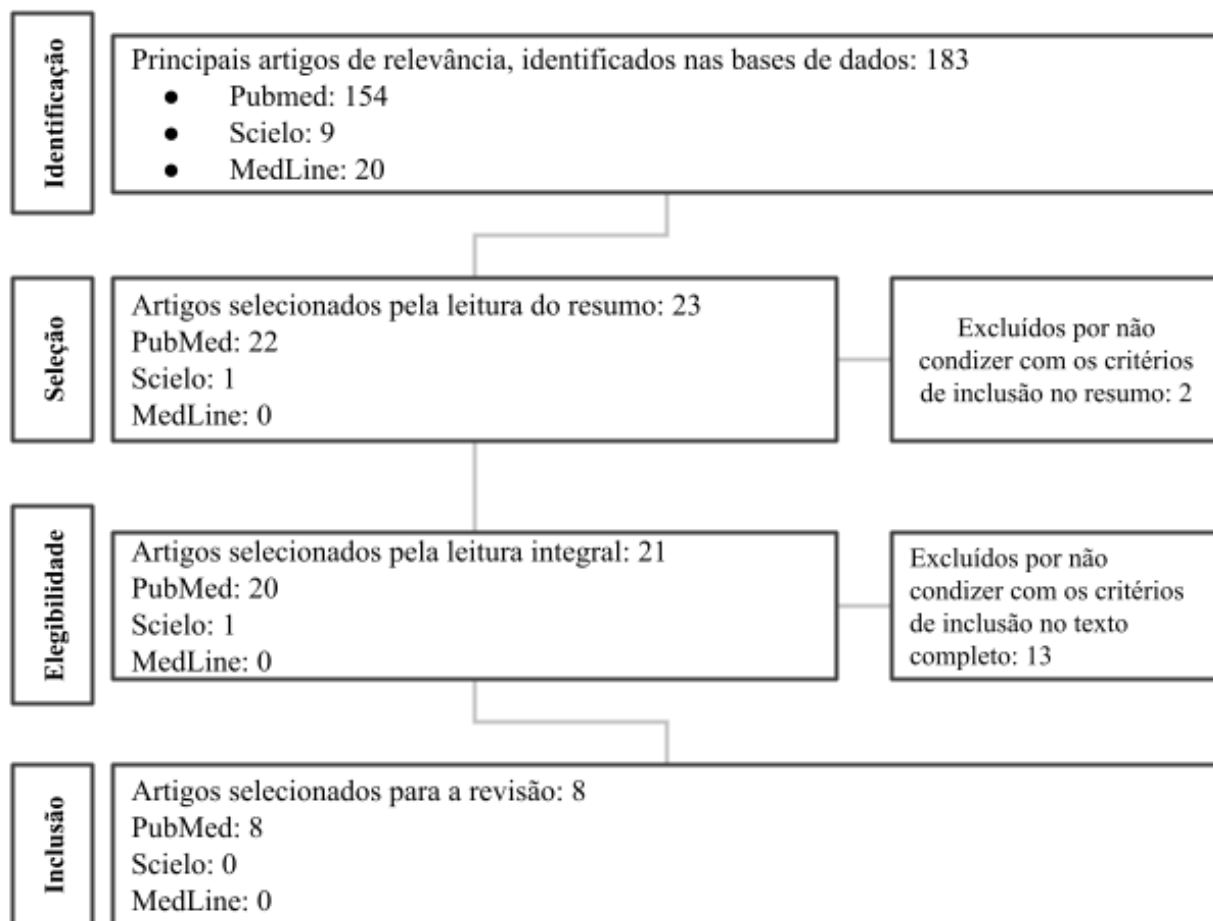 Identificação
Principais artigos de relevância, identificados nas bases de dados: 183
● Pubmed: 154
● Scielo: 9
● MedLine: 20
Seleção
Artigos selecionados pela leitura do resumo: 23
PubMed: 22
Scielo: 1
MedLine: 0
Excluídos por não
condizer com os critérios
de inclusão no resumo: 2
Elegibilidade
Artigos selecionados pela leitura integral: 21
PubMed: 20
Scielo: 1
MedLine: 0
Excluídos por não
condizer com os critérios
de inclusão no texto
completo: 13
Inclusão
Artigos selecionados para a revisão: 8
PubMed: 8
Scielo: 0
MedLine: 0